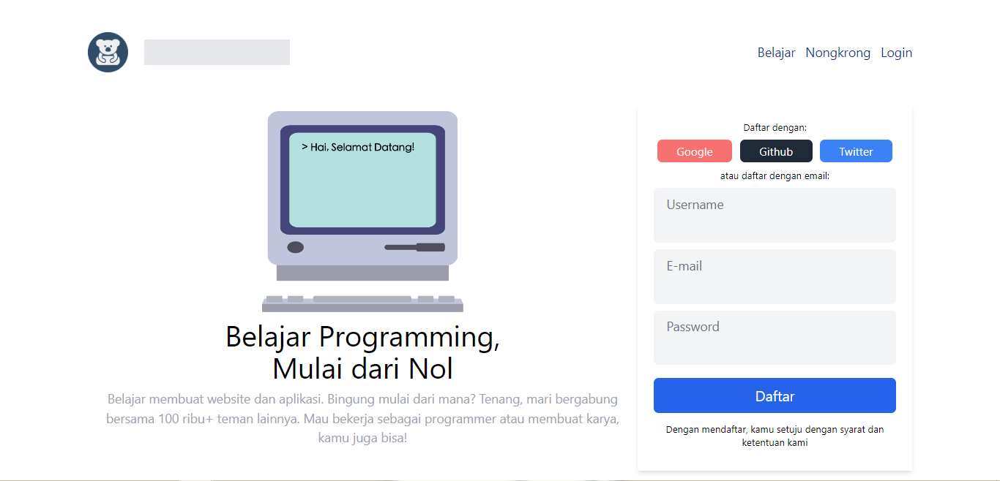 Belajar Nongkrong Login
> Hai, Selamat Datang!
Belajar Programming,
Mulai dari Nol
Belajar membuat website dan aplikasi. Bingung mulai dari mana? Tenang, mari bergabung
bersama 100 ribu+ teman lainnya. Mau bekerja sebagai programmer atau membuat karya,
kamu juga bisa!
Daftar dengan:
Google Github Twitter
atau daftar dengan email:
Username
E-mail
Password
Daftar
Dengan mendaftar, kamu setuju dengan syarat dan
ketentuan kami